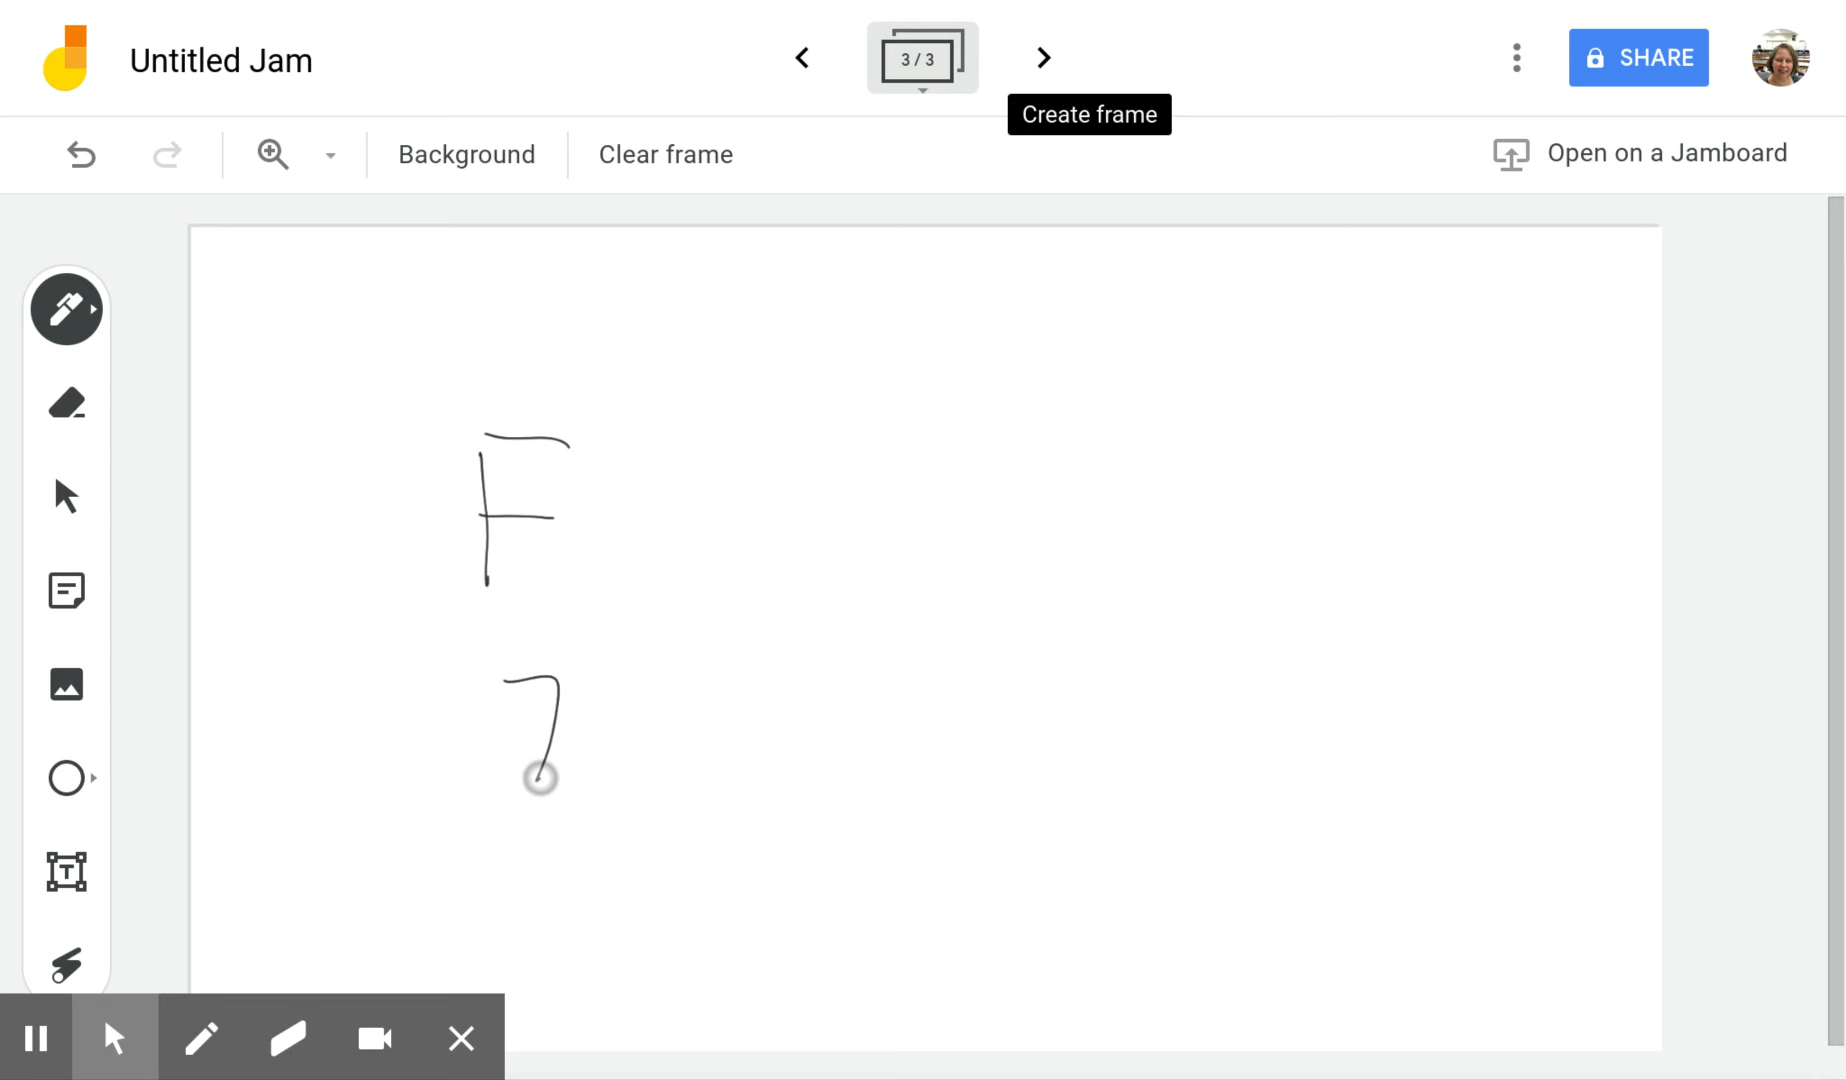 Untitled Jam
3 / 3
SHARE
Create frame
Background
Clear frame
Open on a Jamboard
F
7